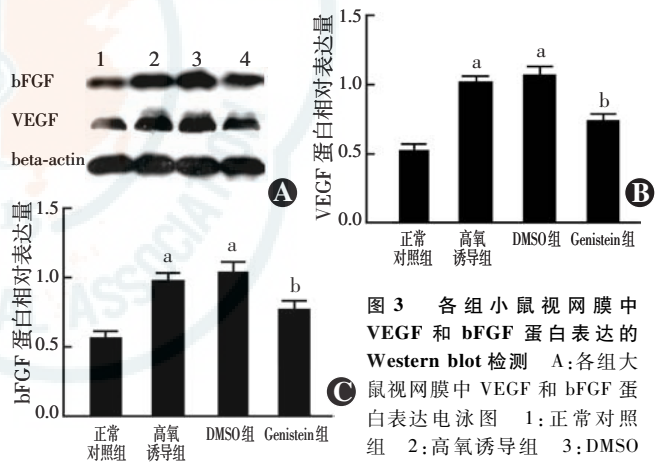 1 2 3 4
bFGF
VEGF
beta-actin
A
VEGF 蛋白相对表达量
1.5
1.0
0.5
0.0
a
a
b
正常
对照组
高氧
诱导组
DMSO组
Genistein组
B
bFGF 蛋白相对表达量
1.5
1.0
0.5
0.0
a
a
b
正常
对照组
高氧
诱导组
DMSO组
Genistein组
C
图3 各组小鼠视网膜中
VEGF 和 bFGF 蛋白表达的
Western blot 检测 A:各组大
鼠视网膜中 VEGF 和 bFGF 蛋
白表达电泳图 1:正常对照
组 2:高氧诱导组 3:DMSO
ASSOCIATION